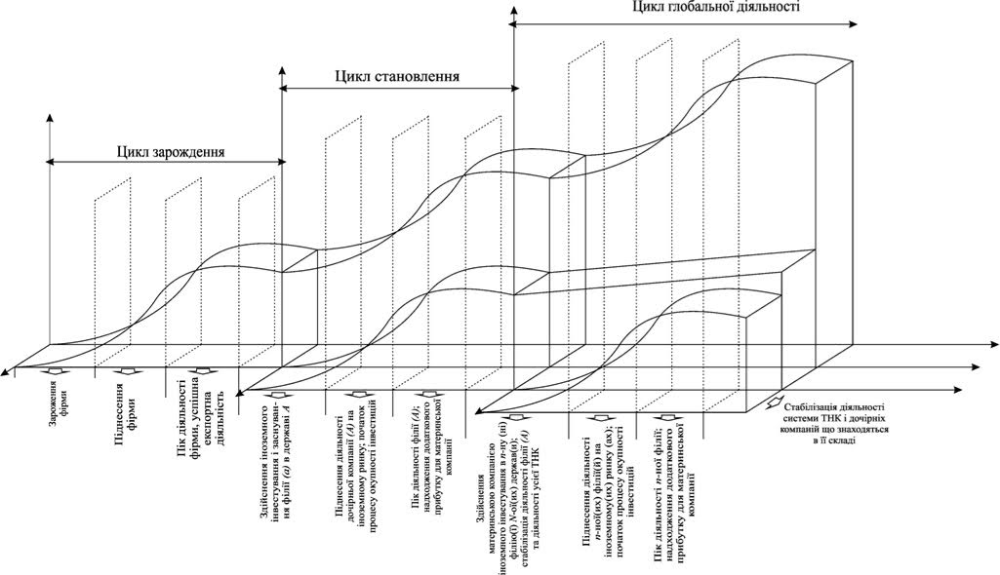 Цикл глобальної діяльності
Цикл становлення
Цикл зарождення
Зароження
фірми
Піднесення
фірми
Пік діяльності
фірми, успішна
експортна
діяльність
Здійснення іноземного
інвестування і заснуван-
ня філії (а) в державі А
Піднесення діяльності
дочірньої компанії (А) на
іноземному ринку; початок
процесу окупності інвестицій
Пік діяльності філії (А);
надходження додаткового
прибутку для материнської
компанії
Здійснення
материнською компанією
іноземного інвестування в n-ну (ні)
філію(ї) N-ої(их) держав(и);
стабілізація діяльності філії (А)
та діяльності усієї ТНК
Піднесення діяльності
n-ної(их) філії(й) на
іноземному(их) ринку (ах);
початок процесу окупності
інвестицій
Пік діяльності n-ної філії;
надходження додаткового
прибутку для материнської
компанії
Стабілізація діяльності
системи ТНК і дочірніх
компаній що знаходяться
в її складі